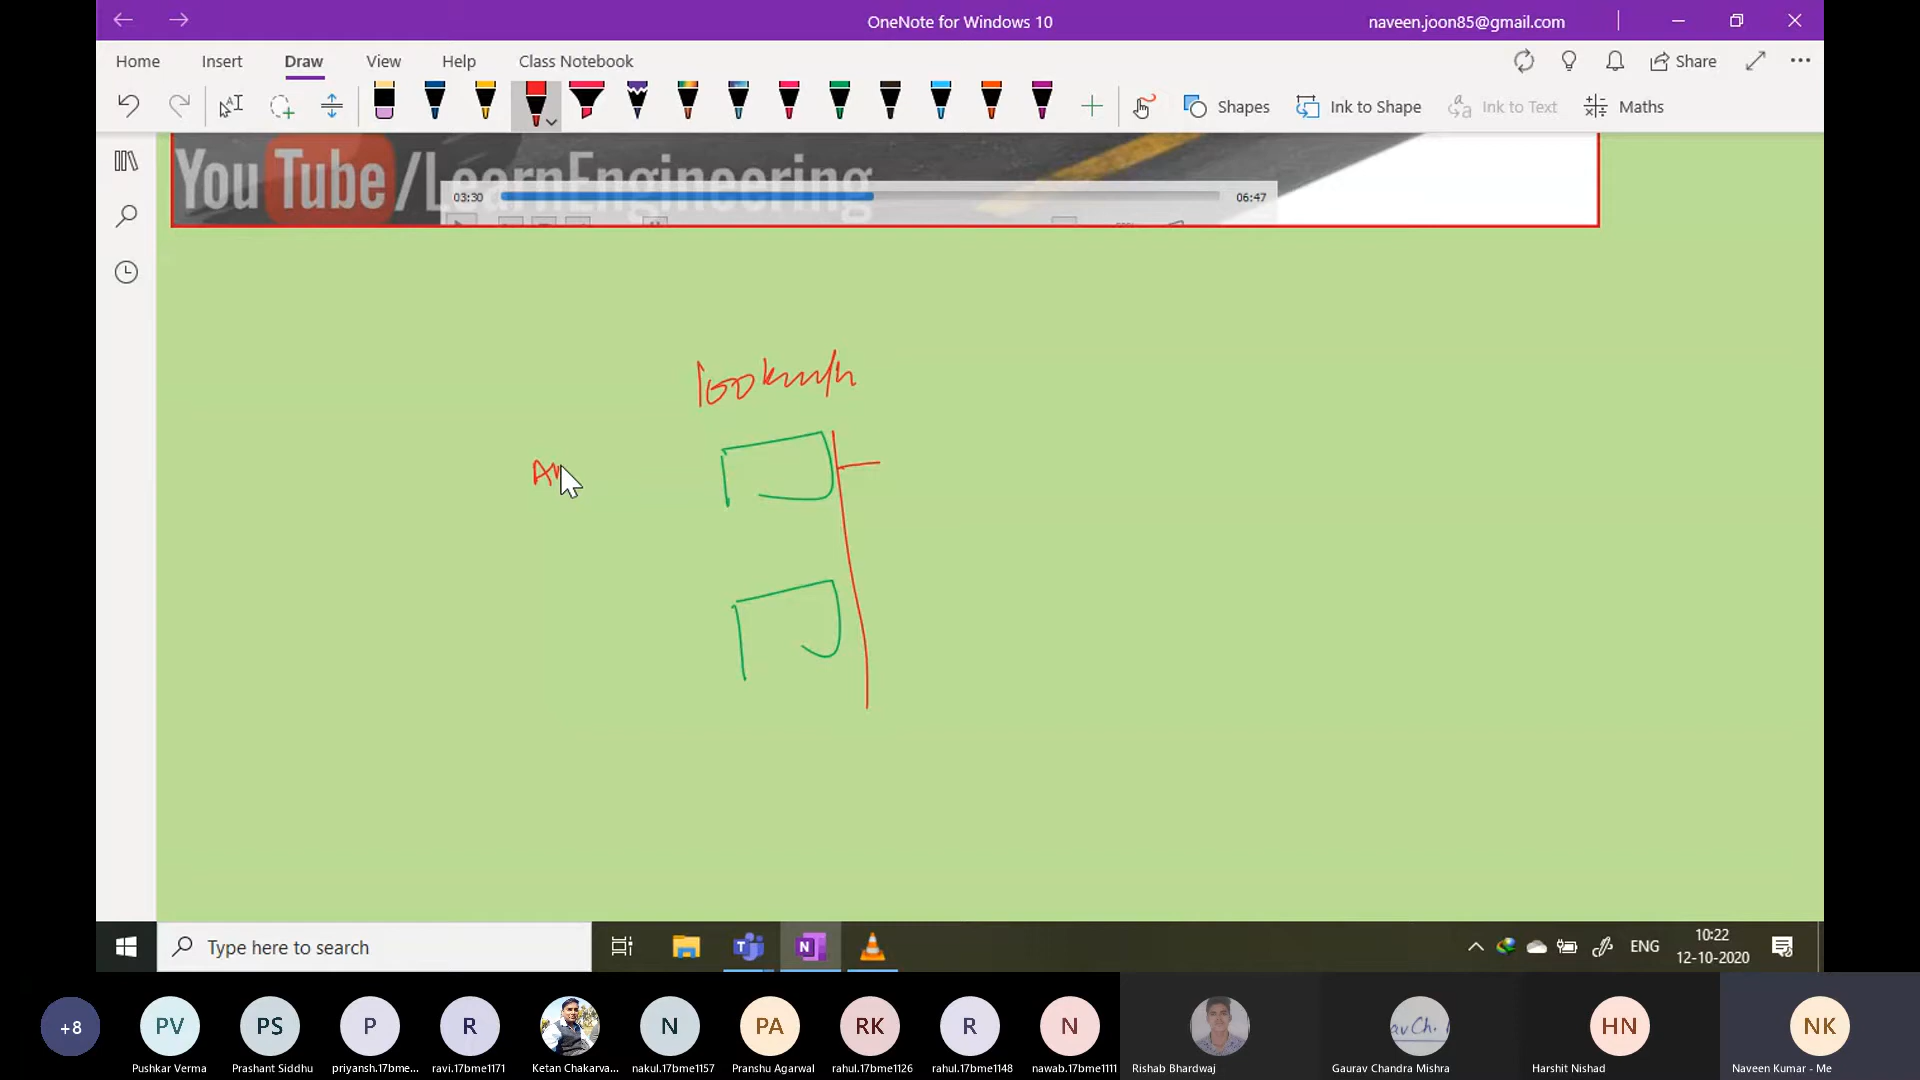 OneNote for Windows 10
naveen.joon85@gmail.com
Home Insert Draw View Help Class Notebook
Share
Shapes Ink to Shape Ink to Text Maths
YouTube/LearnEngineering
03:30 06:47
100km/h
AN
Type here to search
ENG
10:22
12-10-2020
+8 PV PS P R N PA RK R N avCh. HN NK
Pushkar Verma Prashant Siddhu priyansh.17bme... ravi.17bme1171 Ketan Chakarva... nakul.17bme1157 Pranshu Agarwal rahul.17bme1126 rahul.17bme1148 nawab.17bme1111 Rishab Bhardwaj Gaurav Chandra Mishra Harshit Nishad Naveen Kumar - Me